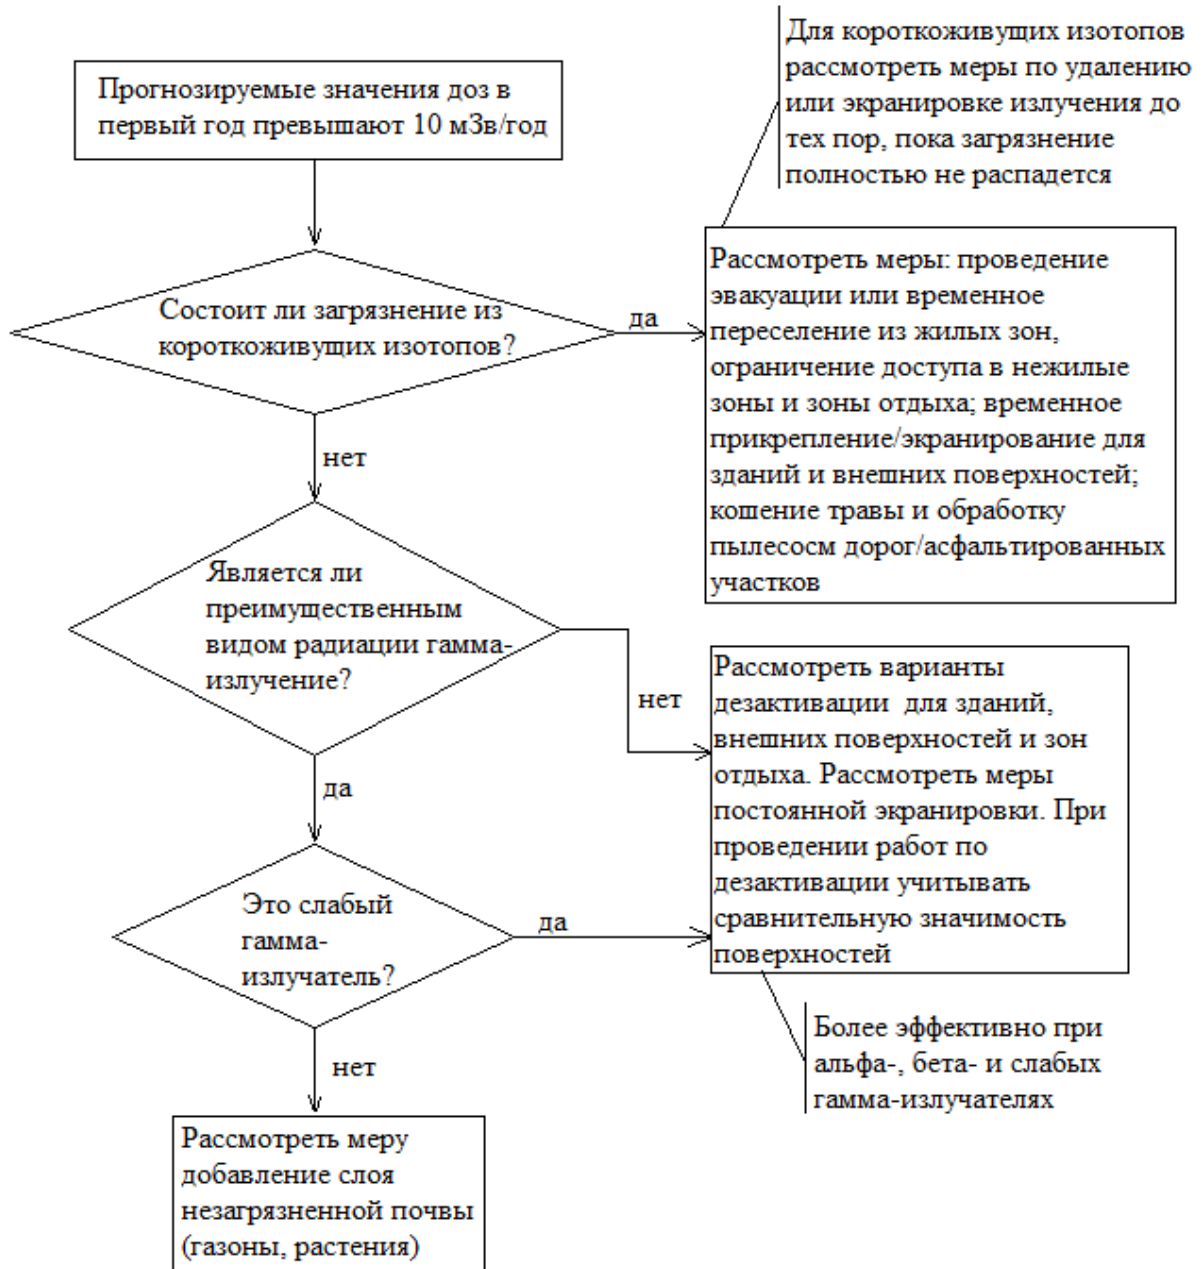 Для короткоживущих изотопов
рассмотреть меры по удалению
или экранировке излучения до
тех пор, пока загрязнение
полностью не распадется
Прогнозируемые значения доз в
первый год превышают 10 мЗв/год
Состоит ли загрязнение из
короткоживущих изотопов?
да
Рассмотреть меры: проведение
эвакуации или временное
переселение из жилых зон,
ограничение доступа в нежилые
зоны и зоны отдыха; временное
прикрепление/экранирование для
зданий и внешних поверхностей;
кошение травы и обработку
пылесосм дорог/асфальтированных
участков
нет
Является ли
преимущественным
видом радиации гамма-
излучение?
нет
Рассмотреть варианты
дезактивации для зданий,
внешних поверхностей и зон
отдыха. Рассмотреть меры
постоянной экранировки. При
проведении работ по
дезактивации учитывать
сравнительную значимость
поверхностей
да
Это слабый
гамма-
излучатель?
да
Более эффективно при
альфа-, бета- и слабых
гамма-излучателях
нет
Рассмотреть меру
добавление слоя
незагрязненной почвы
(газоны, растения)